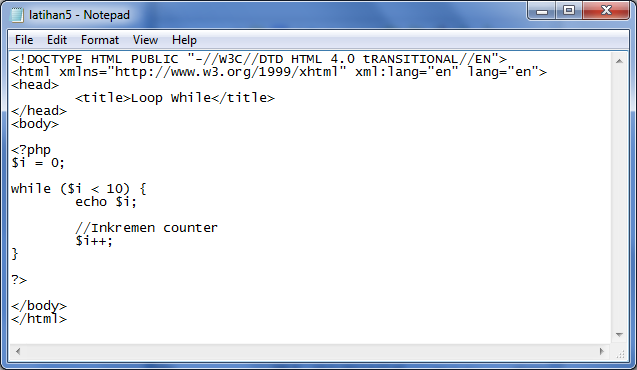 latihan5 - Notepad
File Edit Format View Help
<!DOCTYPE HTML PUBLIC "-//W3C//DTD HTML 4.0 tRANSITIONAL//EN">
<html xmlns="http://www.w3.org/1999/xhtml" xml:lang="en" lang="en">
<head>
        <title>Loop While</title>
</head>
<body>

<?php
$i = 0;

while ($i < 10) {
        echo $i;

        //Inkremen counter
        $i++;
}

?>

</body>
</html>